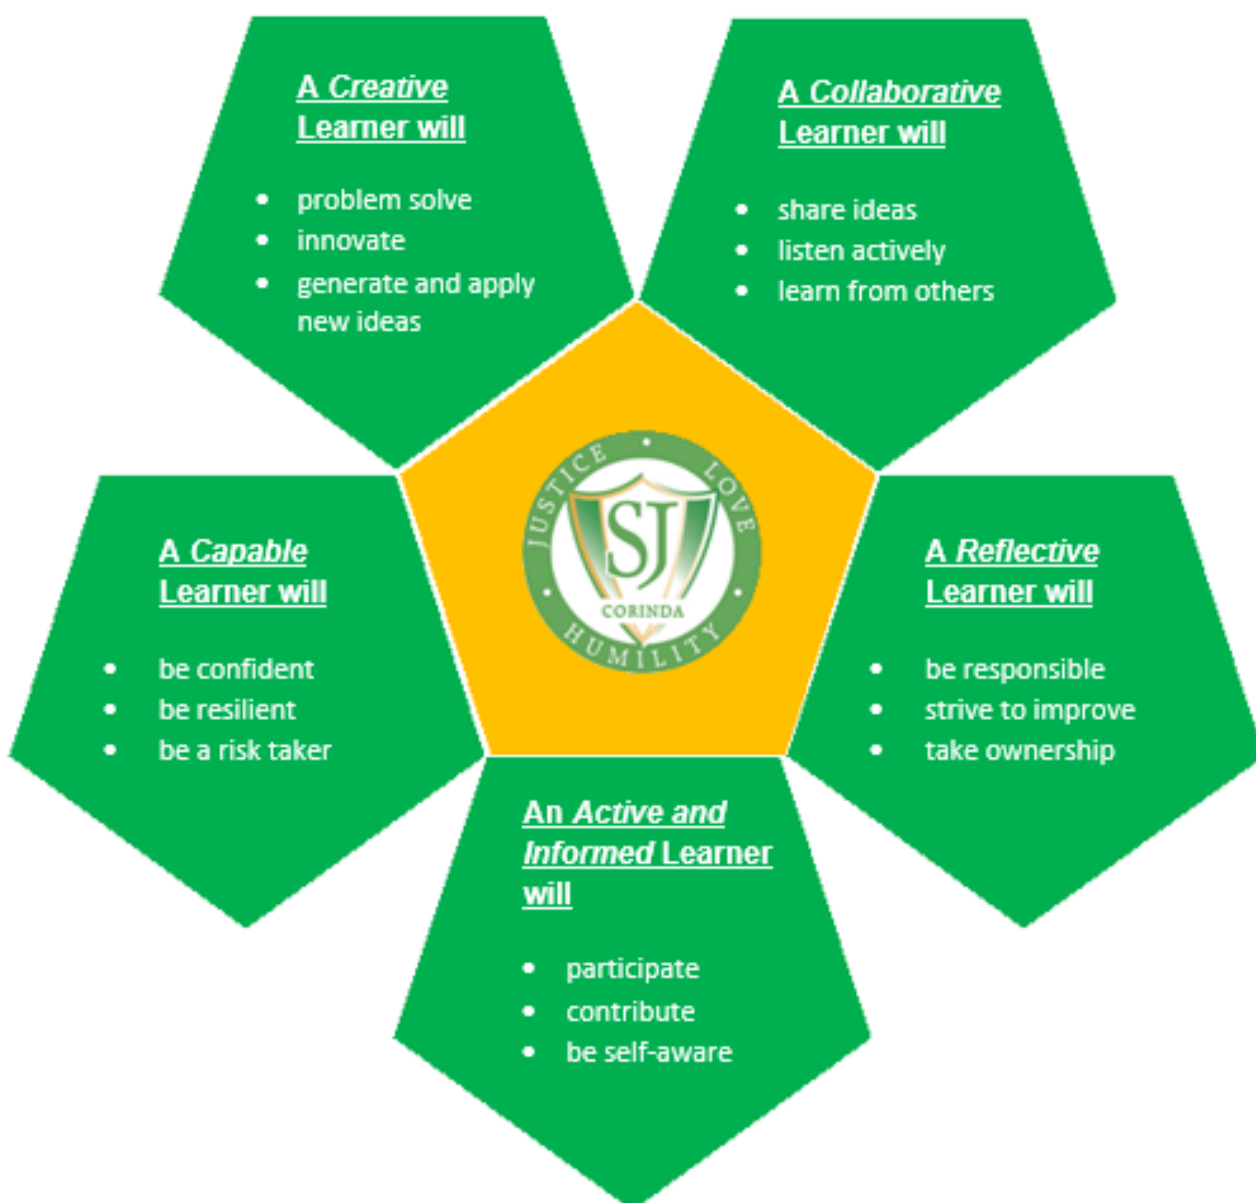 A Creative
Learner will
• problem solve
• innovate
• generate and apply
new ideas
A Collaborative
Learner will
• share ideas
• listen actively
• learn from others
JUSTICE • LOVE
SJ
CORINDA
• HUMILITY •
A Capable
Learner will
• be confident
• be resilient
• be a risk taker
A Reflective
Learner will
• be responsible
• strive to improve
• take ownership
An Active and
Informed Learner
will
• participate
• contribute
• be self-aware